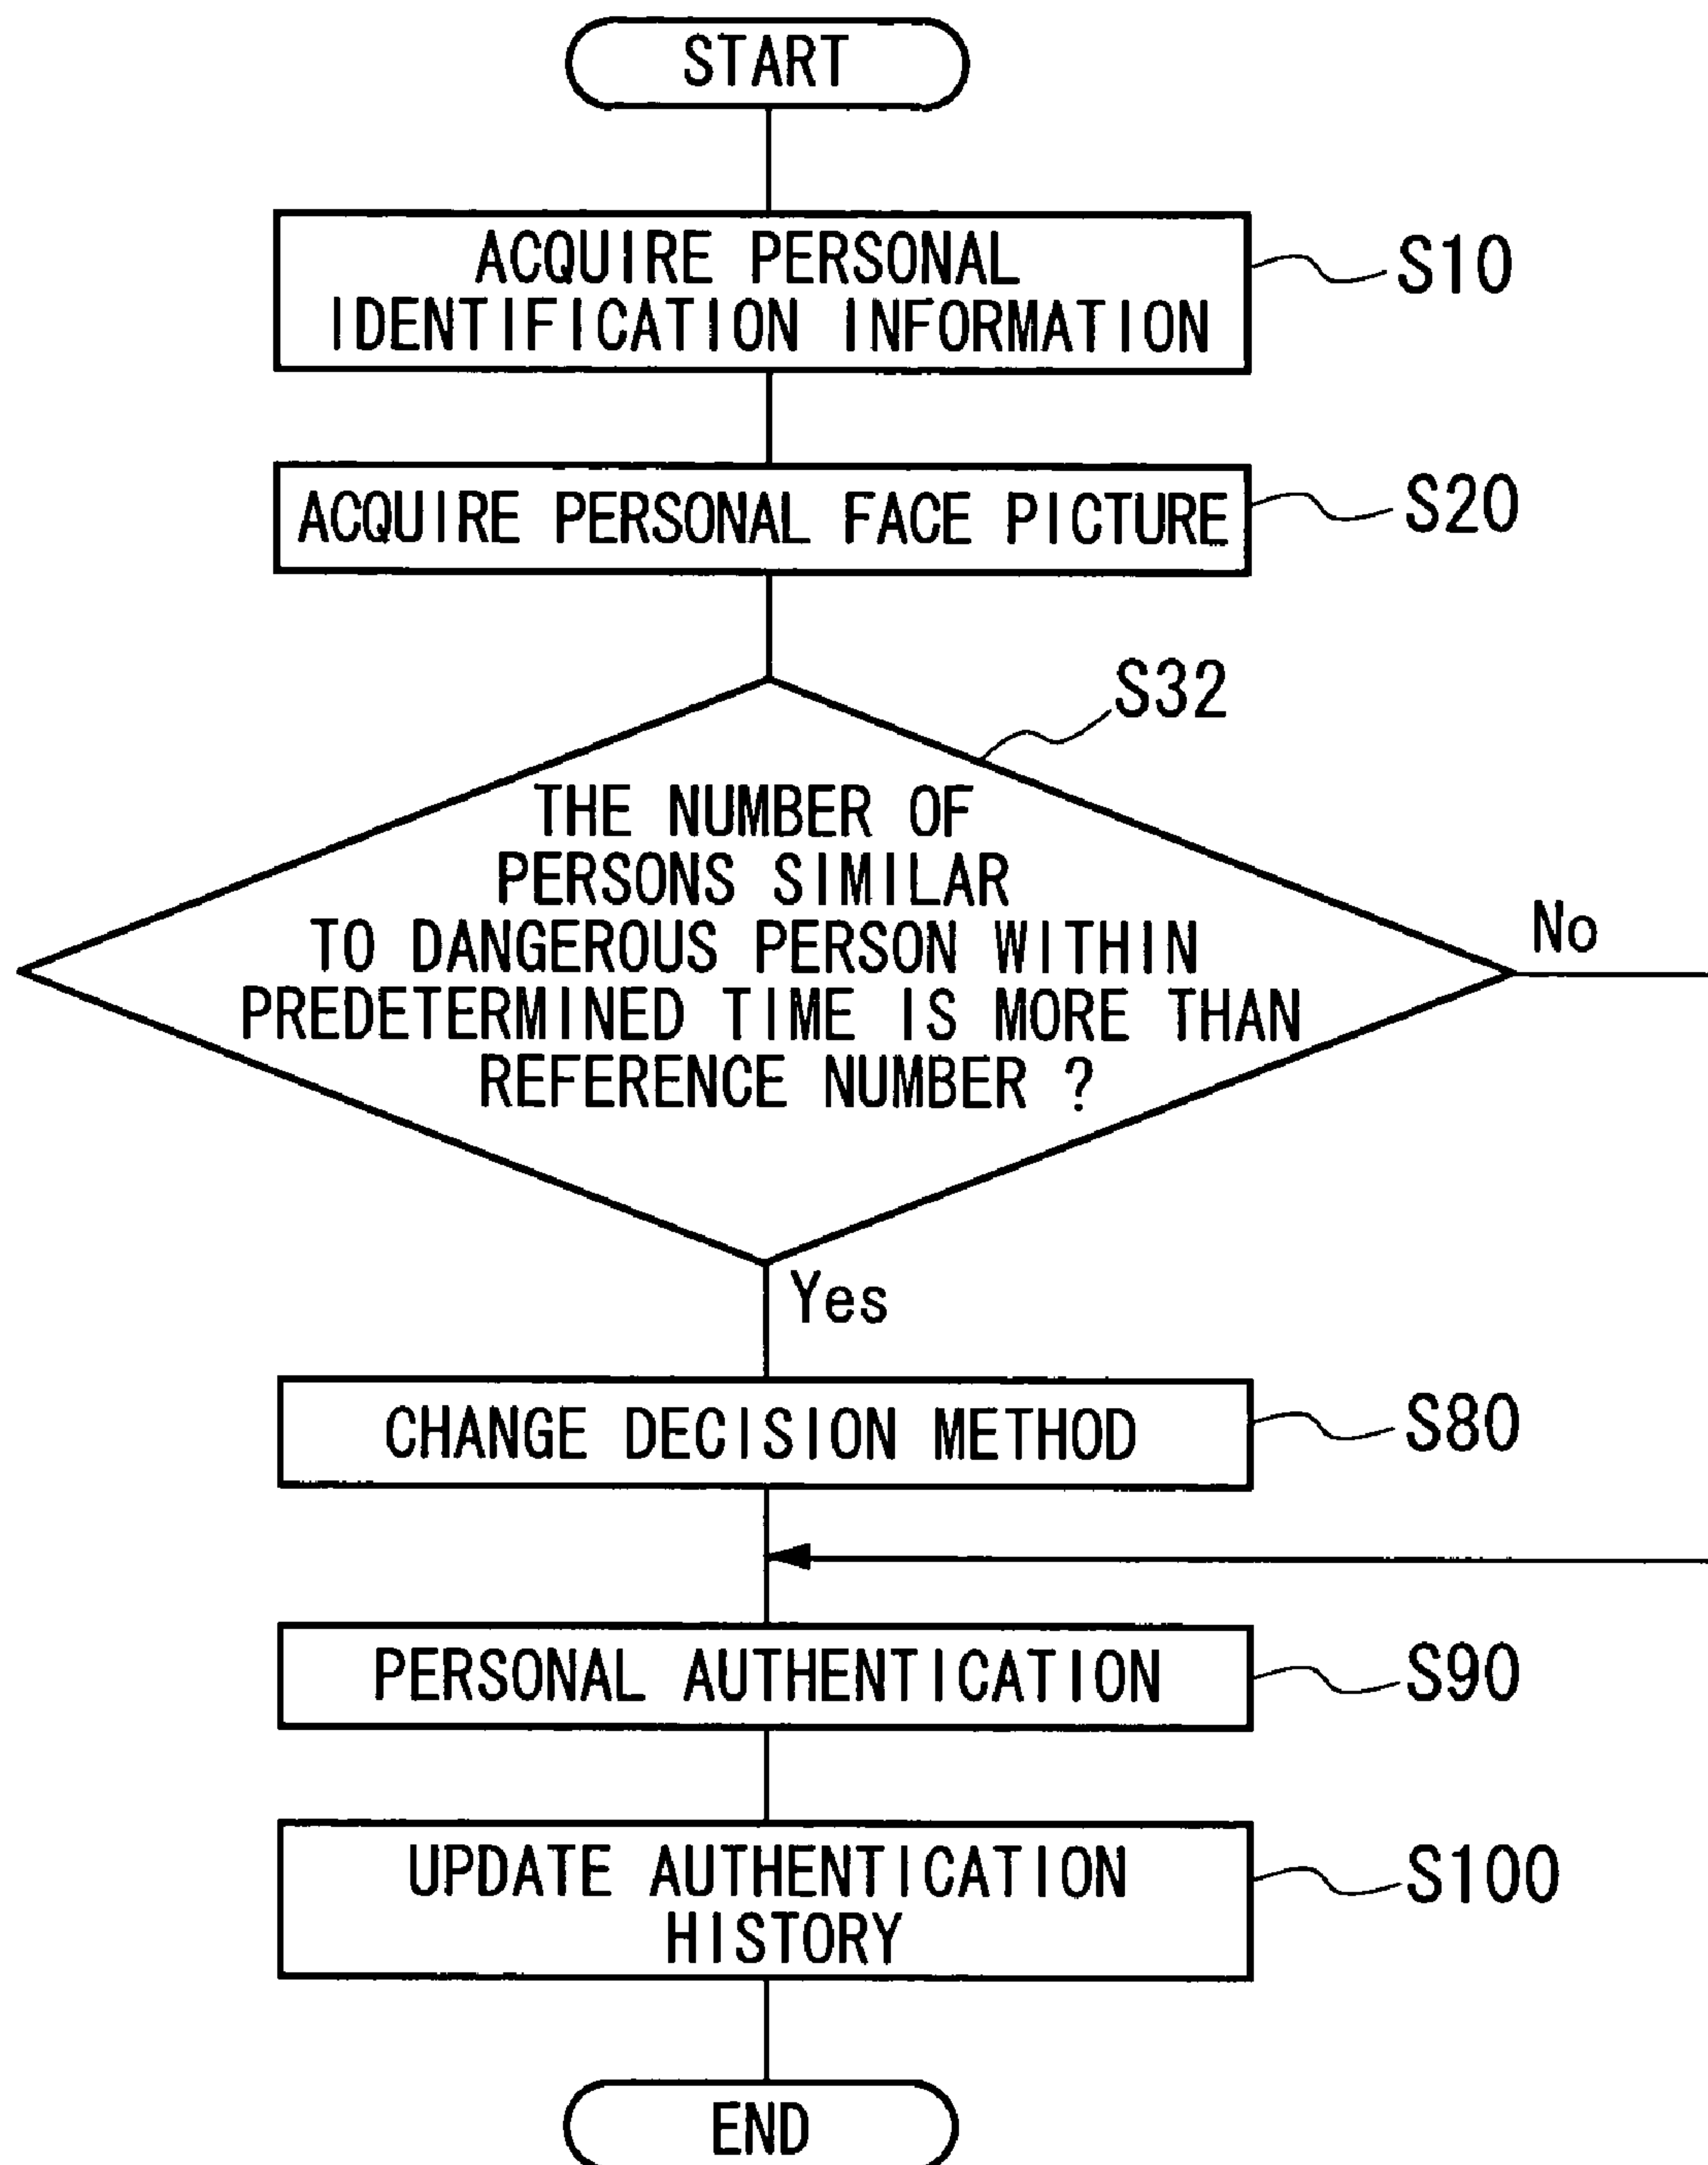 START
ACQUIRE PERSONAL
IDENTIFICATION INFORMATION
S10
ACQUIRE PERSONAL FACE PICTURE
S20
S32
THE NUMBER OF
PERSONS SIMILAR
TO DANGEROUS PERSON WITHIN
PREDETERMINED TIME IS MORE THAN
REFERENCE NUMBER ?
No
Yes
CHANGE DECISION METHOD
S80
PERSONAL AUTHENTICATION
S90
UPDATE AUTHENTICATION
HISTORY
S100
END